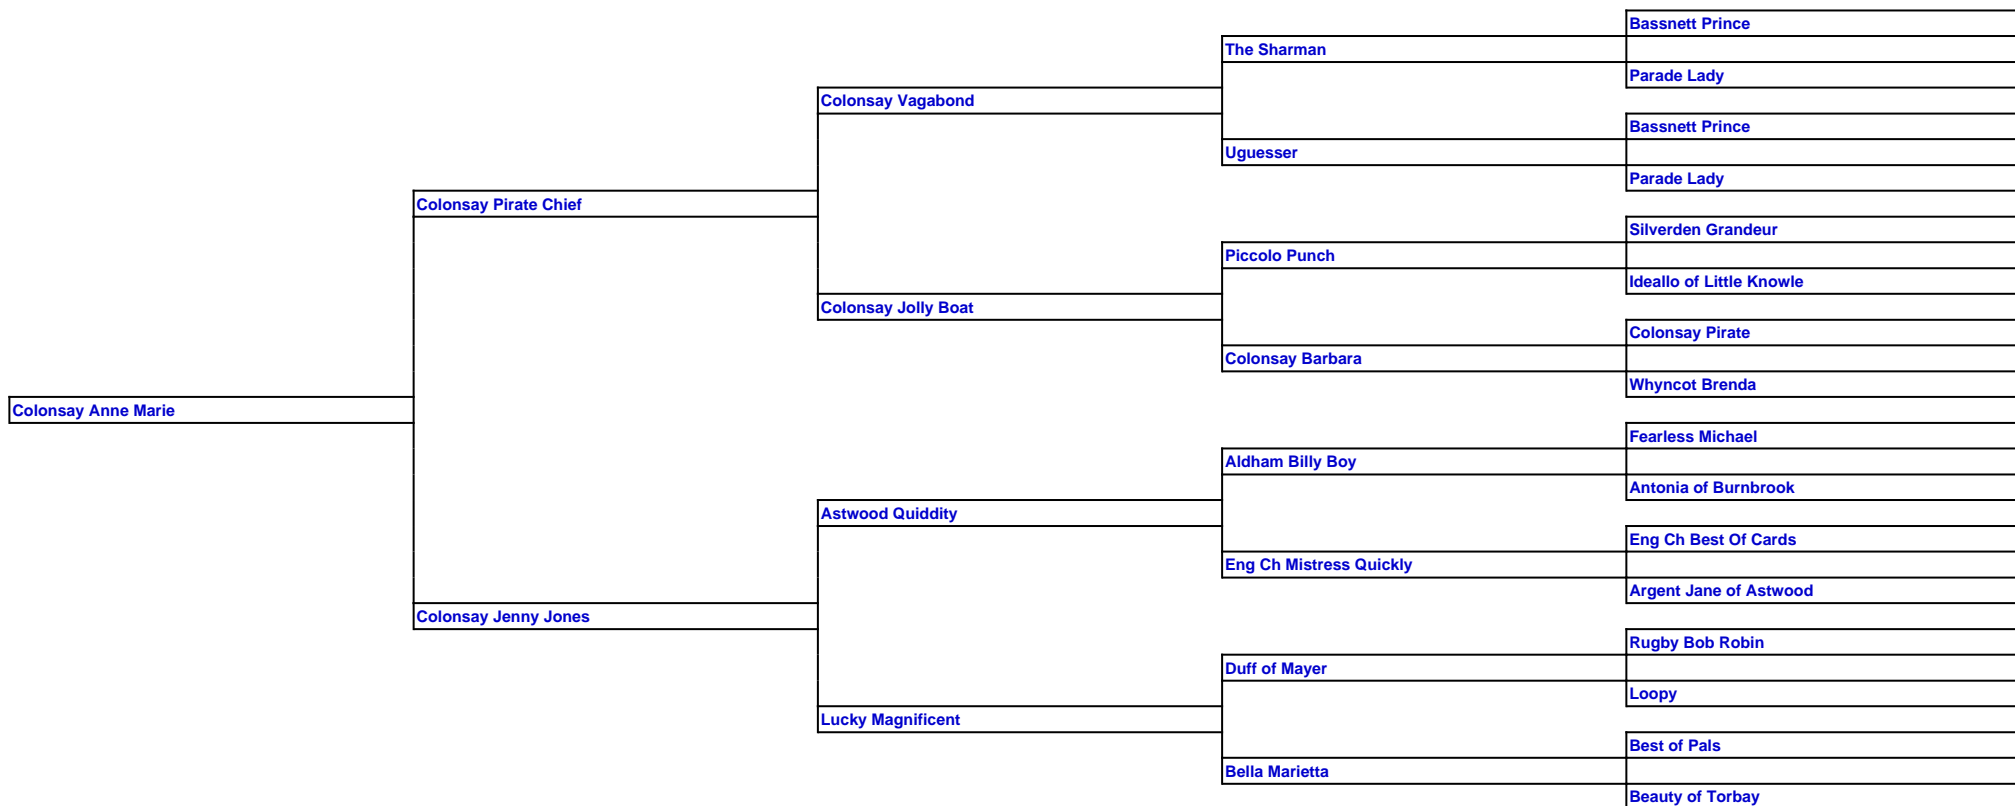 Bassnett Prince
The Sharman
Parade Lady
Colonsay Vagabond
Bassnett Prince
Uguesser
Parade Lady
Colonsay Pirate Chief
Silverden Grandeur
Piccolo Punch
Ideallo of Little Knowle
Colonsay Jolly Boat
Colonsay Pirate
Colonsay Barbara
Whyncot Brenda
Colonsay Anne Marie
Fearless Michael
Aldham Billy Boy
Antonia of Burnbrook
Astwood Quiddity
Eng Ch Best Of Cards
Eng Ch Mistress Quickly
Argent Jane of Astwood
Colonsay Jenny Jones
Rugby Bob Robin
Duff of Mayer
Loopy
Lucky Magnificent
Best of Pals
Bella Marietta
Beauty of Torbay